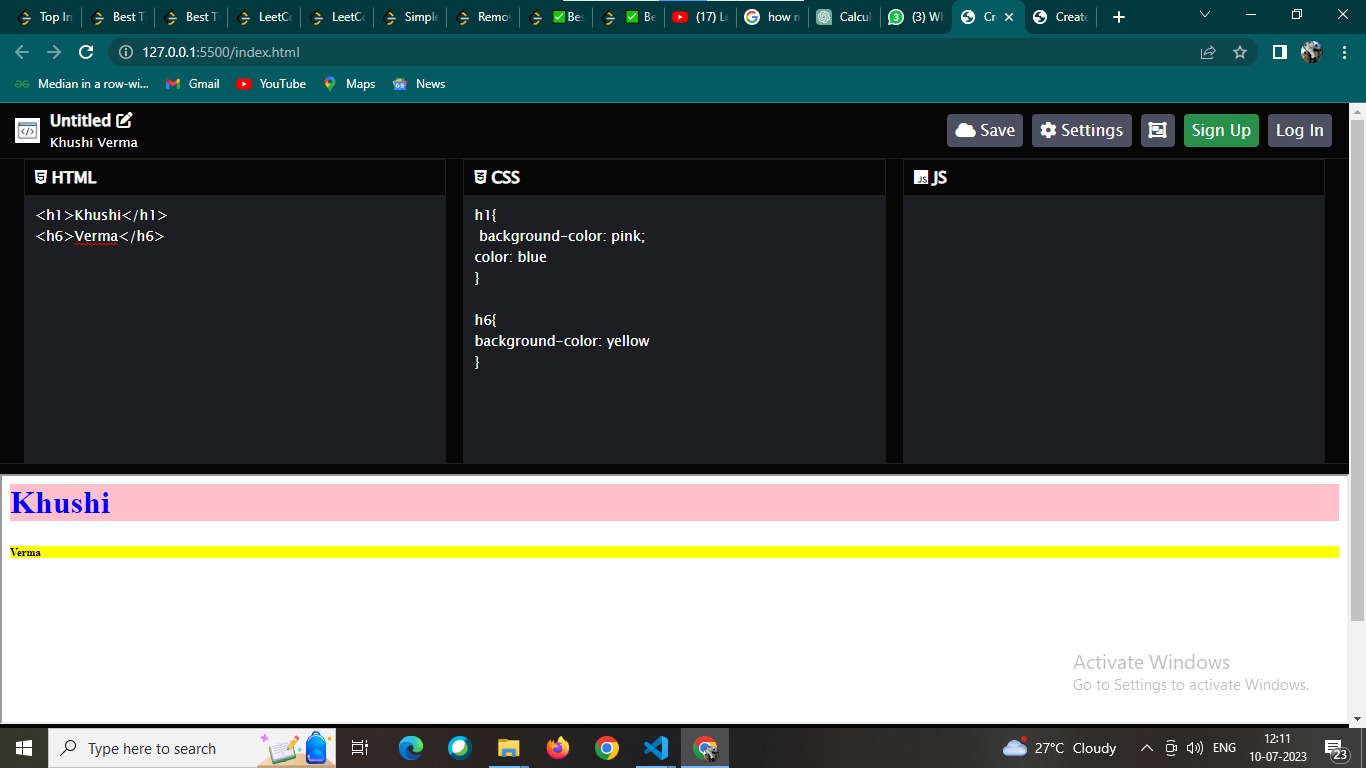 Top In
Best T
Best T
LeetCo
LeetCo
Simple
Remo
Bes
Be
(17) L
how n
Calcul
(3) W
Cr
Create
127.0.0.1:5500/index.html
Median in a row-wi...
Gmail
YouTube
Maps
News
Untitled
Khushi Verma
Save
Settings
Sign Up
Log In
HTML
<h1>Khushi</h1>
<h6>Verma</h6>
CSS
h1{
background-color: pink;
color: blue
}
h6{
background-color: yellow
}
JS
Khushi
Verma
Activate Windows
Go to Settings to activate Windows.
Type here to search
27°C Cloudy
ENG
12:11
10-07-2023
23